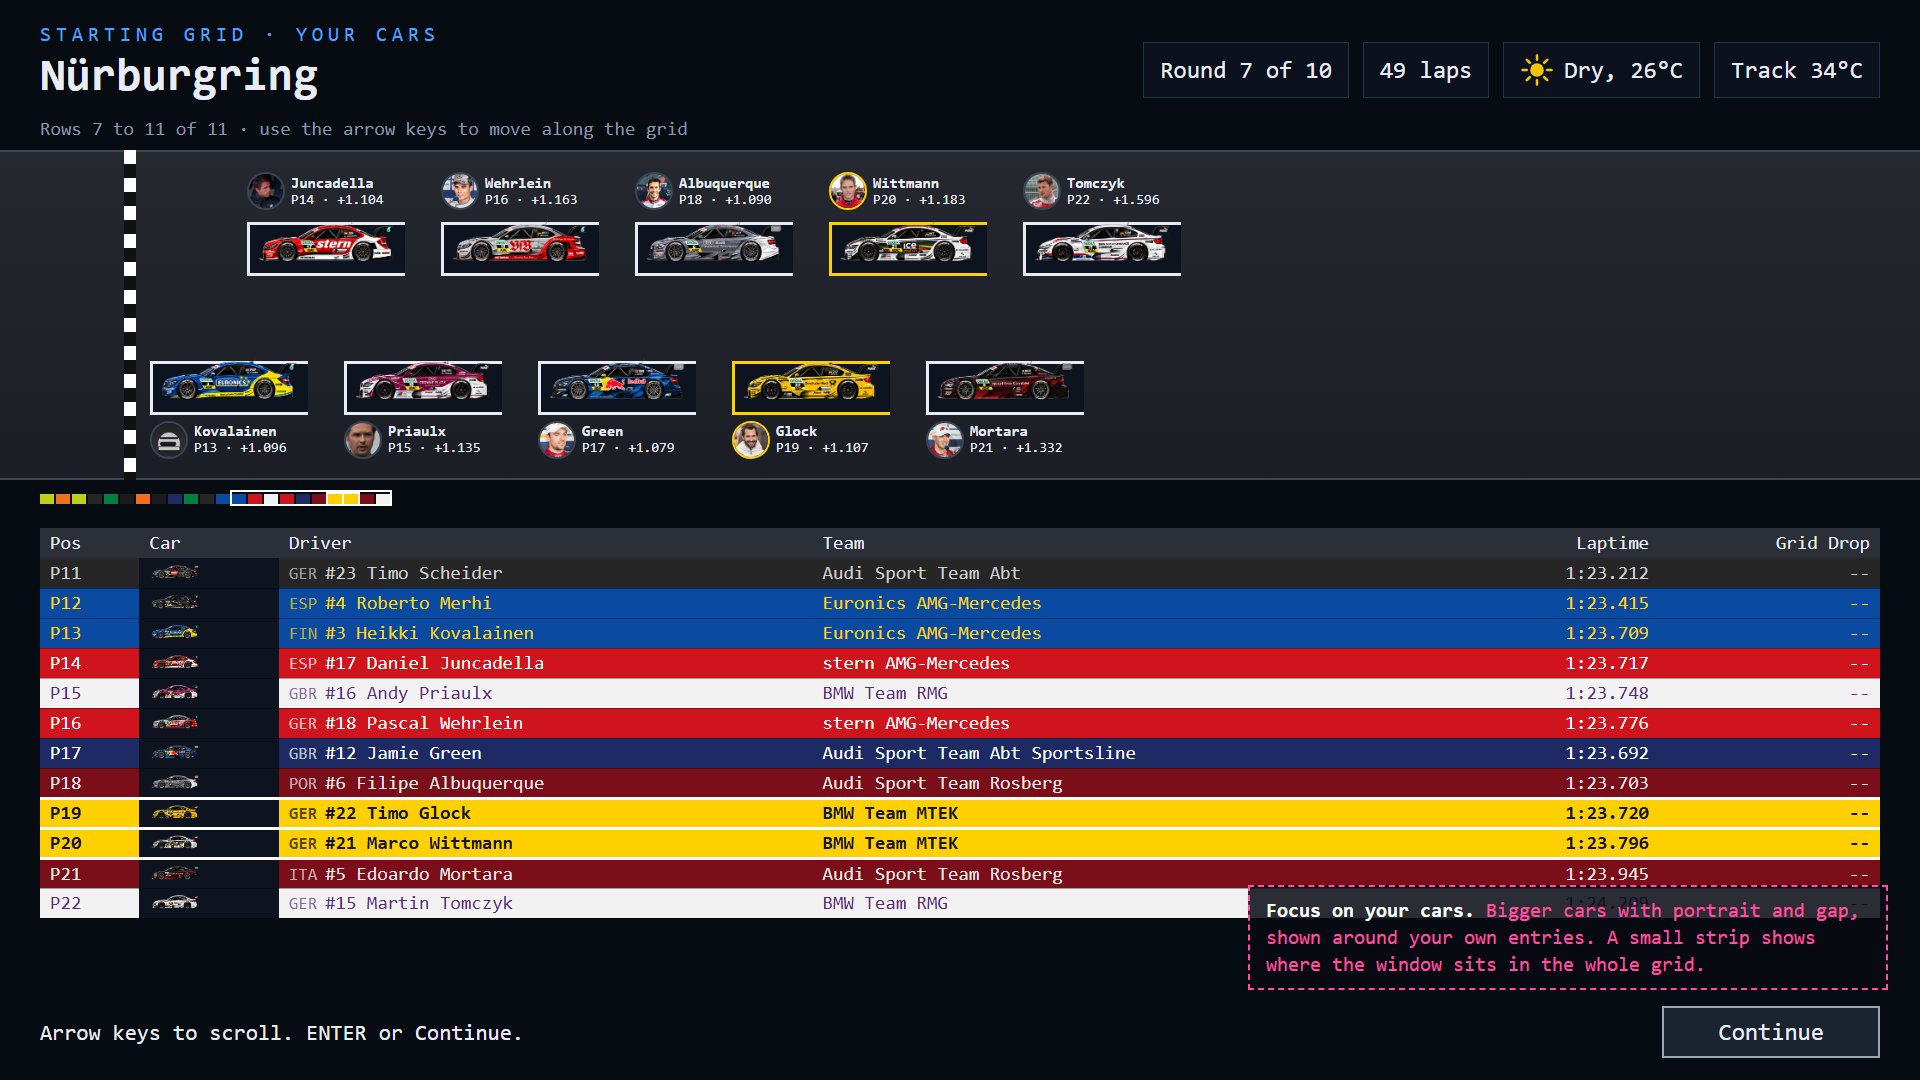 STARTING GRID · YOUR CARS
Nürburgring
Round 7 of 10
49 laps
Dry, 26°C
Track 34°C
Rows 7 to 11 of 11 · use the arrow keys to move along the grid
Juncadella
P14 · +1.104
Wehrlein
P16 · +1.163
Albuquerque
P18 · +1.090
Wittmann
P20 · +1.183
Tomczyk
P22 · +1.596
stern
ice
EURONICS
Kovalainen
P13 · +1.096
Priaulx
P15 · +1.135
Green
P17 · +1.079
Glock
P19 · +1.107
Mortara
P21 · +1.332
Pos Car Driver Team Laptime Grid Drop
P11 GER #23 Timo Scheider Audi Sport Team Abt 1:23.212 --
P12 ESP #4 Roberto Merhi Euronics AMG-Mercedes 1:23.415 --
P13 FIN #3 Heikki Kovalainen Euronics AMG-Mercedes 1:23.709 --
P14 ESP #17 Daniel Juncadella stern AMG-Mercedes 1:23.717 --
P15 GBR #16 Andy Priaulx BMW Team RMG 1:23.748 --
P16 GER #18 Pascal Wehrlein stern AMG-Mercedes 1:23.776 --
P17 GBR #12 Jamie Green Audi Sport Team Abt Sportsline 1:23.692 --
P18 POR #6 Filipe Albuquerque Audi Sport Team Rosberg 1:23.703 --
P19 GER #22 Timo Glock BMW Team MTEK 1:23.720 --
P20 GER #21 Marco Wittmann BMW Team MTEK 1:23.796 --
P21 ITA #5 Edoardo Mortara Audi Sport Team Rosberg 1:23.945 --
P22 GER #15 Martin Tomczyk BMW Team RMG
Focus on your cars. Bigger cars with portrait and gap,
shown around your own entries. A small strip shows
where the window sits in the whole grid.
Arrow keys to scroll. ENTER or Continue.
Continue